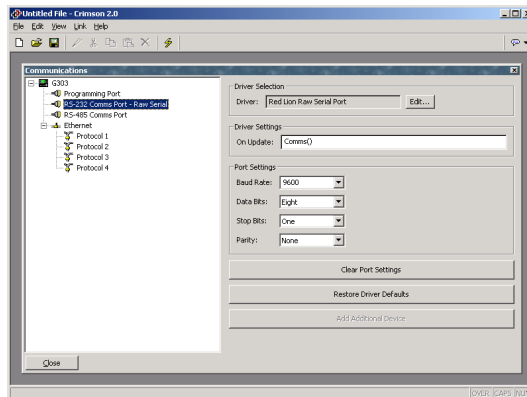 Untitled File - Crimson 2.0
File Edit View Link Help
Communications
G303
Programming Port
RS-232 Comms Port - Raw Serial
RS-485 Comms Port
Ethernet
Protocol 1
Protocol 2
Protocol 3
Protocol 4
Driver Selection
Driver: Red Lion Raw Serial Port Edit...
Driver Settings
On Update: Comms()
Port Settings
Baud Rate: 9600
Data Bits: Eight
Stop Bits: One
Parity: None
Clear Port Settings
Restore Driver Defaults
Add Additional Device
Close
OVER CAPS NU